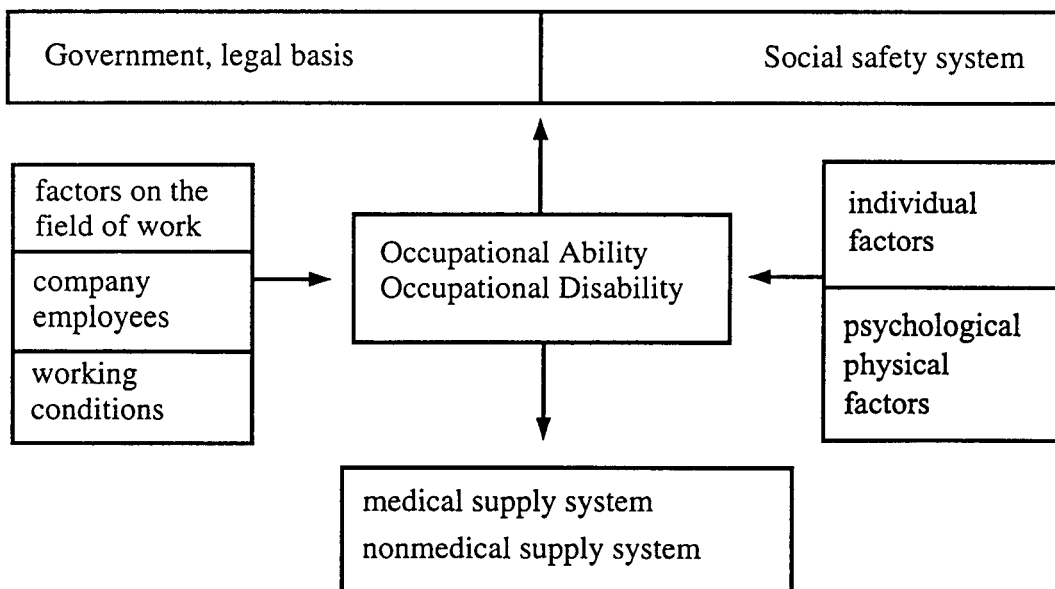 Government, legal basis
Social safety system
factors on the
field of work
company
employees
working
conditions
Occupational Ability
Occupational Disability
individual
factors
psychological
physical
factors
medical supply system
nonmedical supply system